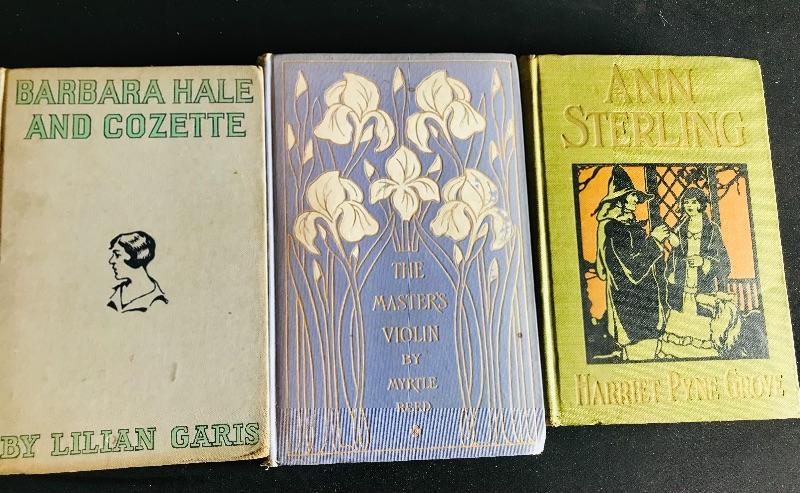 BARBARA HALE
AND COZETTE
BY LILIAN GARIS
THE
MASTER'S
VIOLIN
BY
MYRTLE
REED
ANN
STERLING
HARRIET PYNE GROVE